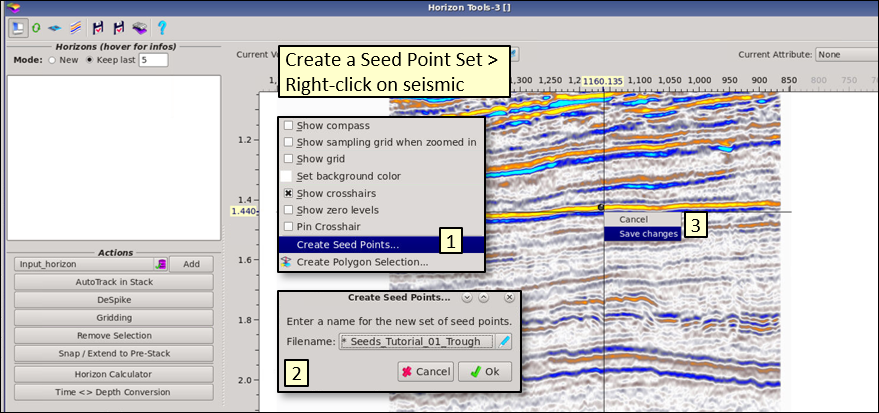 Horizon Tools-3 []
Horizons (hover for infos)
Mode: New Keep last 5
Current V
Current Attribute: None
Create a Seed Point Set >
Right-click on seismic
1,300 1,250 1,2 1160.135 1,100 1,050 1,000 950 900 850 800 750
1.2
1.4
1.440
1.6
1.8
2.0
Show compass
Show sampling grid when zoomed in
Show grid
Set background color
Show crosshairs
Show zero levels
Pin Crosshair
Create Seed Points...
Create Polygon Selection...
1
Cancel
Save changes
3
Create Seed Points...
Enter a name for the new set of seed points.
Filename: * Seeds_Tutorial_01_Trough
Cancel Ok
2
Actions
Input_horizon Add
AutoTrack in Stack
DeSpike
Gridding
Remove Selection
Snap / Extend to Pre-Stack
Horizon Calculator
Time <> Depth Conversion